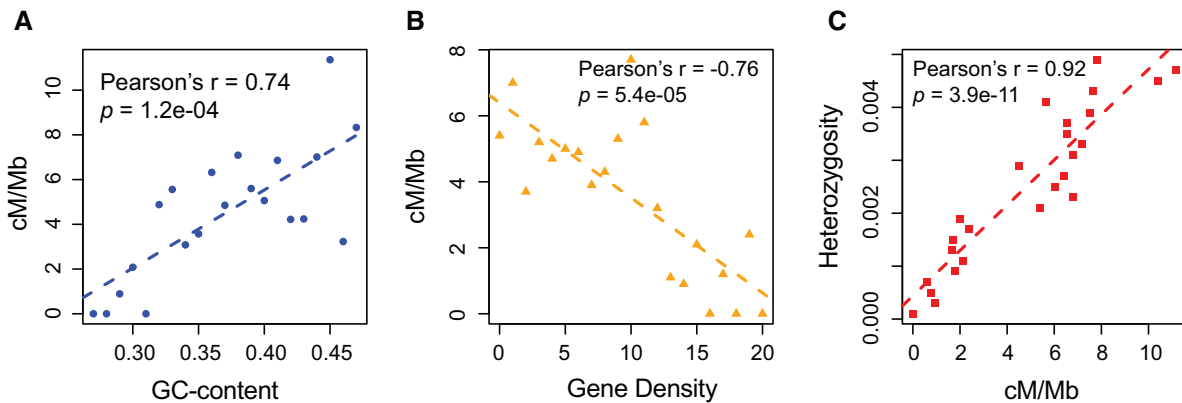 A
Pearson's r = 0.74
p = 1.2e-04
cM/Mb
0
2
4
6
8
10
0.30
0.35
0.40
0.45
GC-content
B
Pearson's r = -0.76
p = 5.4e-05
cM/Mb
0
2
4
6
8
0
5
10
15
20
Gene Density
C
Pearson's r = 0.92
p = 3.9e-11
Heterozygosity
0.000
0.002
0.004
0
2
4
6
8
10
cM/Mb